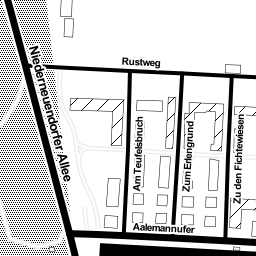 Rustweg
Niederneuendorfer Allee
Am Teufelsbruch
Zum Erlengrund
Zu den Fichtewiesen
Aalemannufer